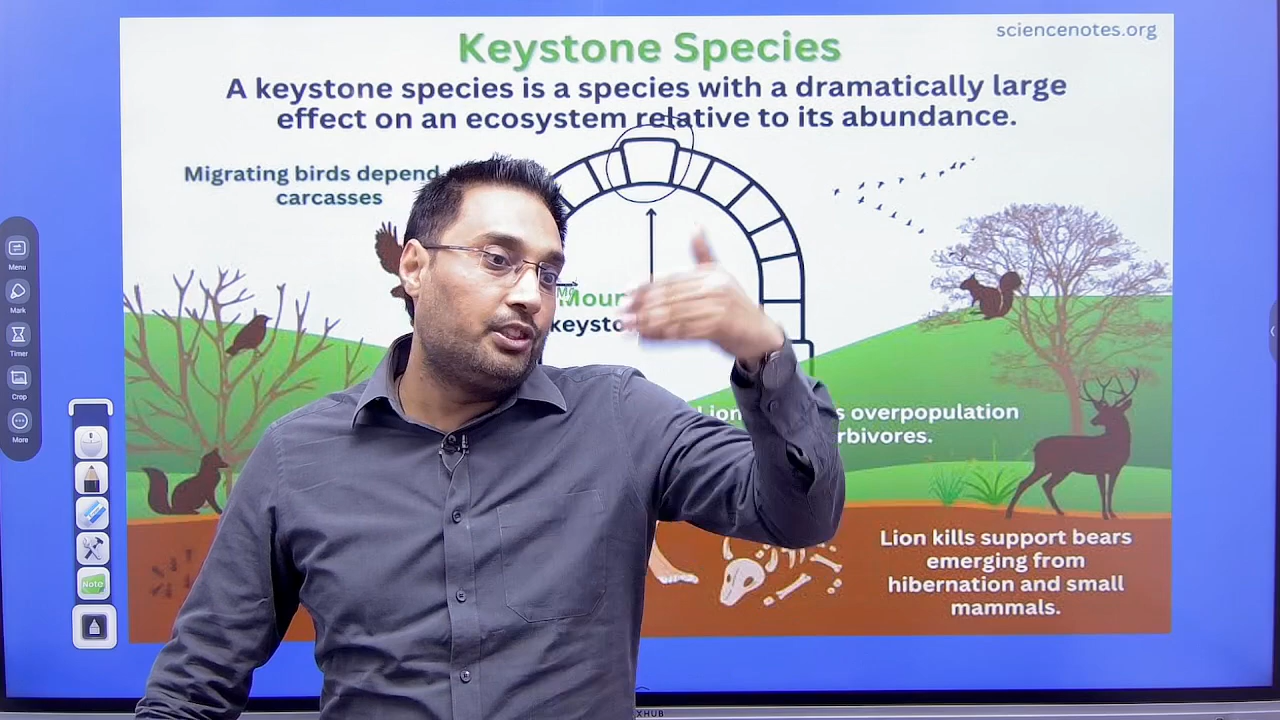 sciencenotes.org
Keystone Species
A keystone species is a species with a dramatically large
effect on an ecosystem relative to its abundance.
Migrating birds depend
carcasses
overpopulation
Lion kills support bears
emerging from
hibernation and small
mammals.
Menu
Mark
Timer
Crop
More
Note